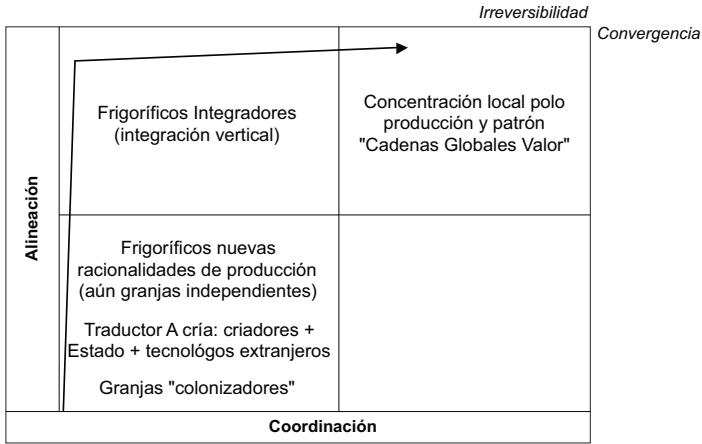 Irreversibilidad
Convergencia
Alineación
Frigoríficos Integradores
(integración vertical)
Concentración local polo
producción y patrón
"Cadenas Globales Valor"
Frigoríficos nuevas
racionalidades de producción
(aún granjas independientes)
Traductor A cría: criadores +
Estado + tecnológos extranjeros
Granjas "colonizadores"
Coordinación